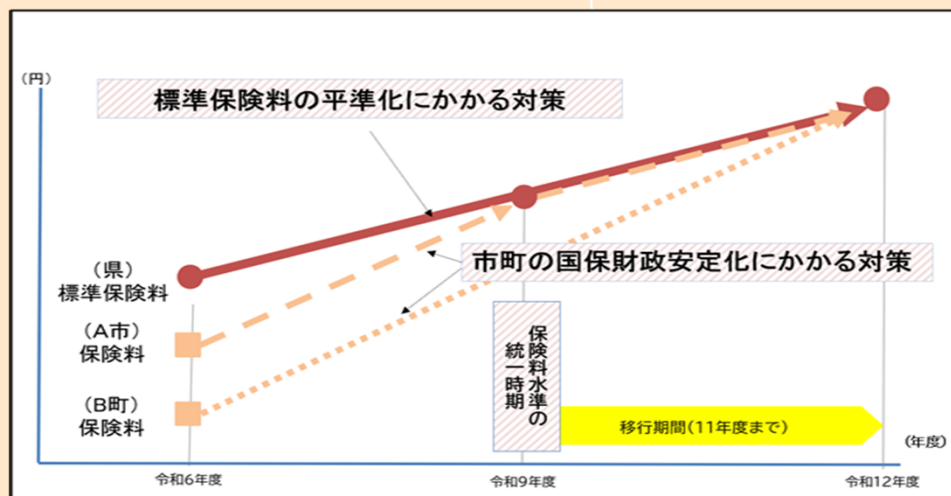 （円）
標準保険料の平準化にかかる対策
市町の国保財政安定化にかかる対策
（県）
標準保険料
（A市）
保険料
（B町）
保険料
保険料水準の
統一時期
移行期間(11年度まで)
(年度)
令和6年度
令和9年度
令和12年度